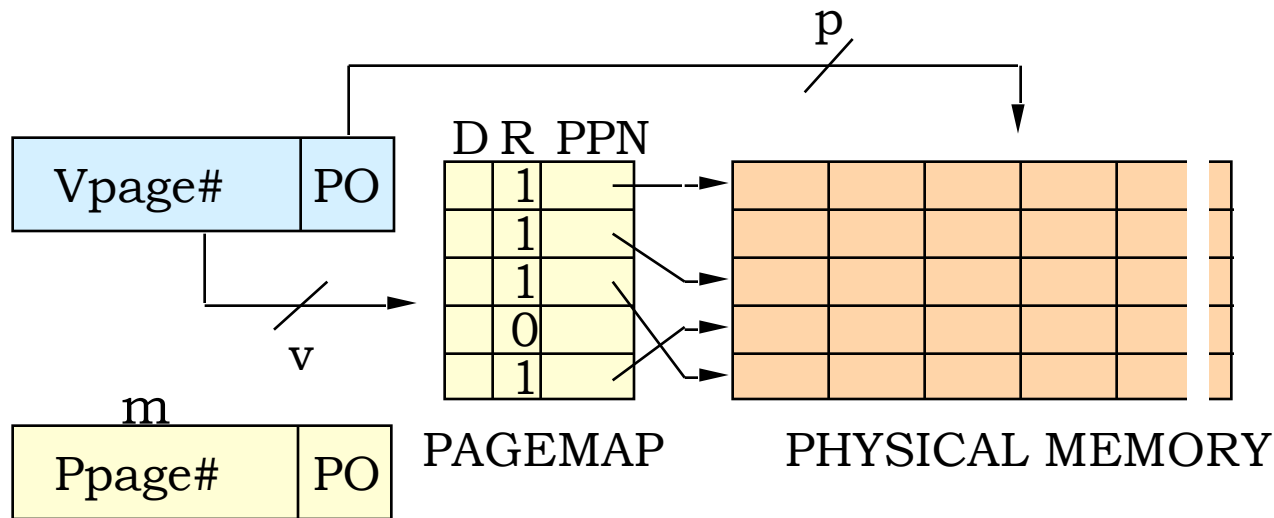 p
D R PPN
Vpage# PO
1
1
1
0
1
v
m
PAGEMAP PHYSICAL MEMORY
Ppage# PO